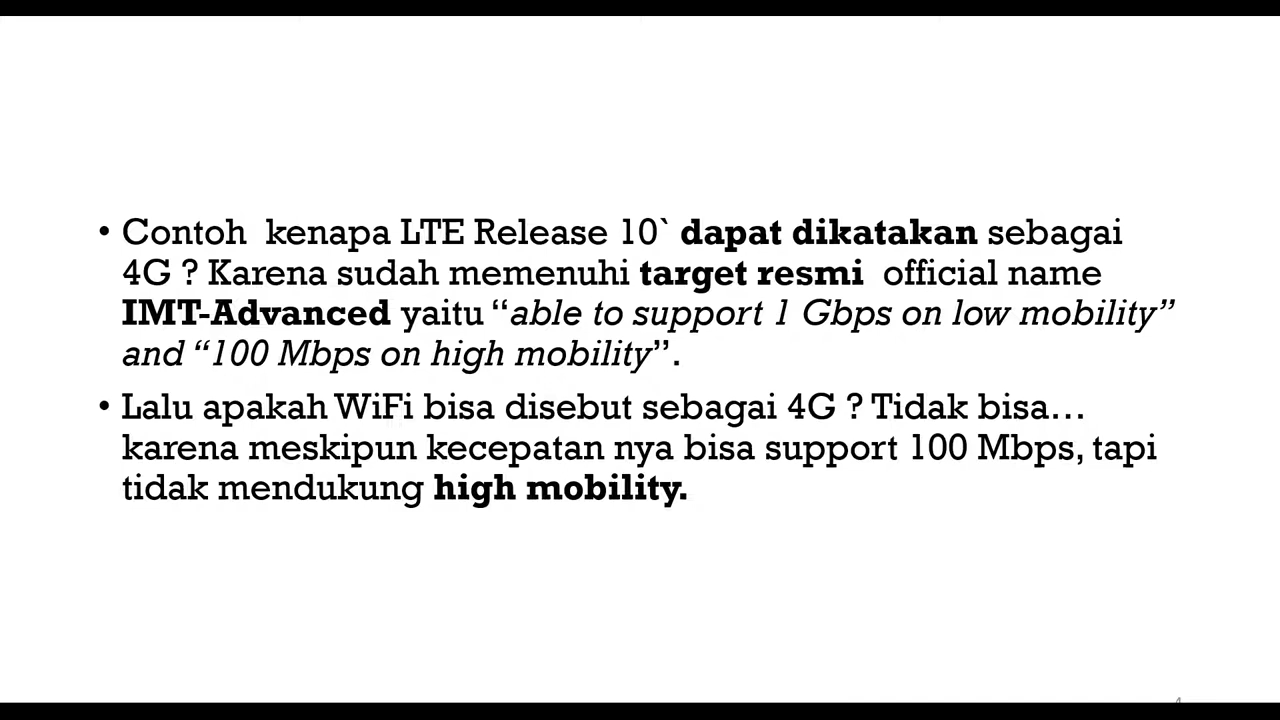 • Contoh  kenapa LTE Release 10` dapat dikatakan sebagai
4G ? Karena sudah memenuhi target resmi  official name
IMT-Advanced yaitu “able to support 1 Gbps on low mobility”
and “100 Mbps on high mobility”.
• Lalu apakah WiFi bisa disebut sebagai 4G ? Tidak bisa…
karena meskipun kecepatan nya bisa support 100 Mbps, tapi
tidak mendukung high mobility.